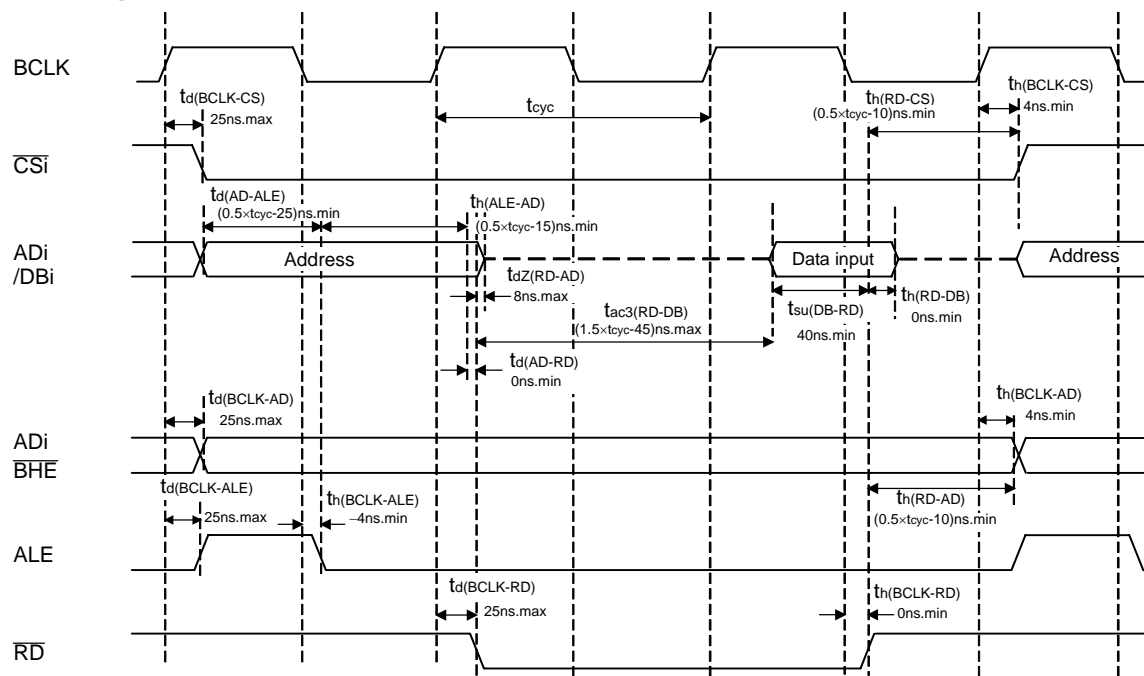 BCLK
td(BCLK-CS)
25ns.max
tcyc
th(RD-CS)
(0.5×tcyc-10)ns.min
th(BCLK-CS)
4ns.min
CSi
td(AD-ALE)
(0.5×tcyc-25)ns.min
th(ALE-AD)
(0.5×tcyc-15)ns.min
ADi
/DBi
Address
Data input
Address
tdZ(RD-AD)
8ns.max
tac3(RD-DB)
(1.5×tcyc-45)ns.max
tsu(DB-RD)
40ns.min
th(RD-DB)
0ns.min
td(AD-RD)
0ns.min
td(BCLK-AD)
25ns.max
th(BCLK-AD)
4ns.min
ADi
BHE
td(BCLK-ALE)
25ns.max
th(BCLK-ALE)
–4ns.min
th(RD-AD)
(0.5×tcyc-10)ns.min
ALE
td(BCLK-RD)
25ns.max
th(BCLK-RD)
0ns.min
RD